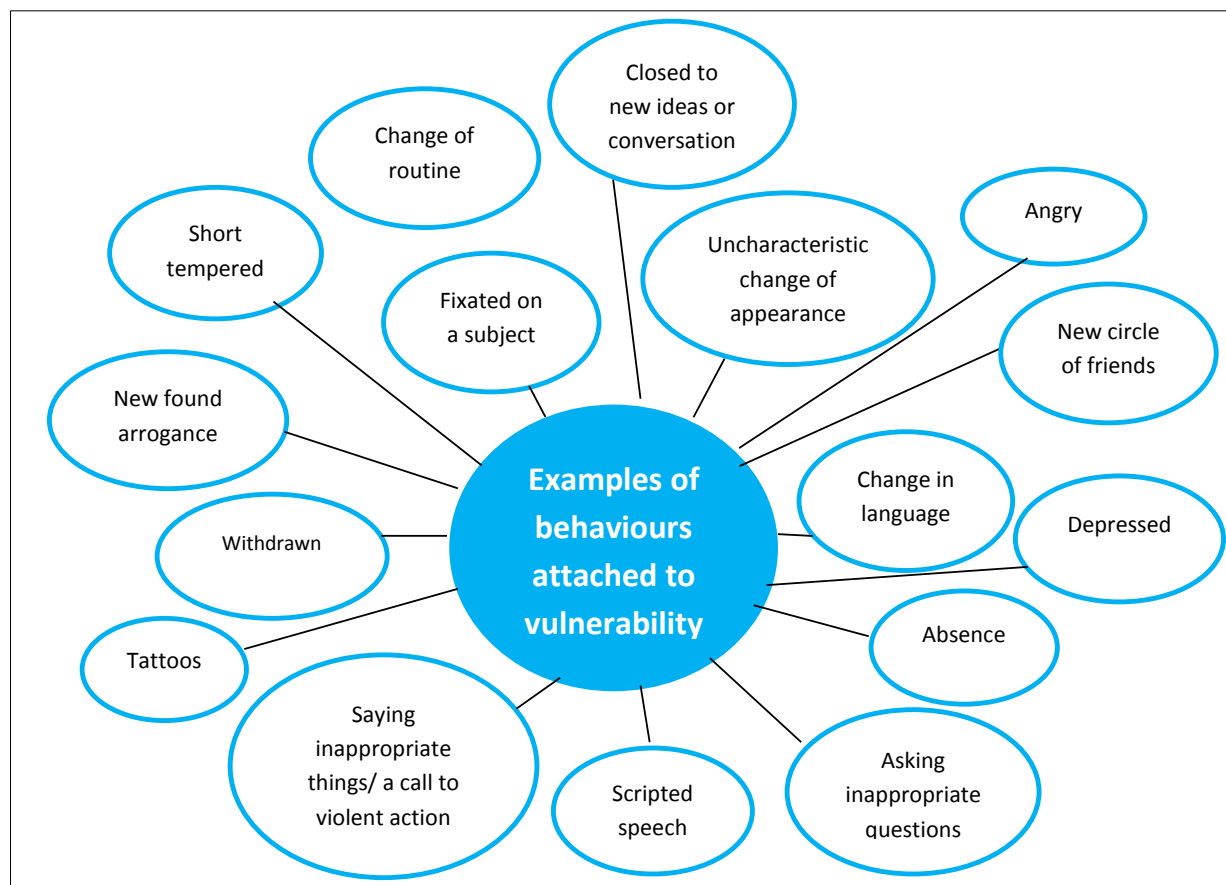 Closed to
new ideas or
conversation
Change of
routine
Angry
Short
tempered
Uncharacteristic
change of
appearance
Fixated on
a subject
New circle
of friends
New found
arrogance
Examples of
behaviours
attached to
vulnerability
Change in
language
Depressed
Withdrawn
Absence
Tattoos
Saying
inappropriate
things/ a call to
violent action
Scripted
speech
Asking
inappropriate
questions